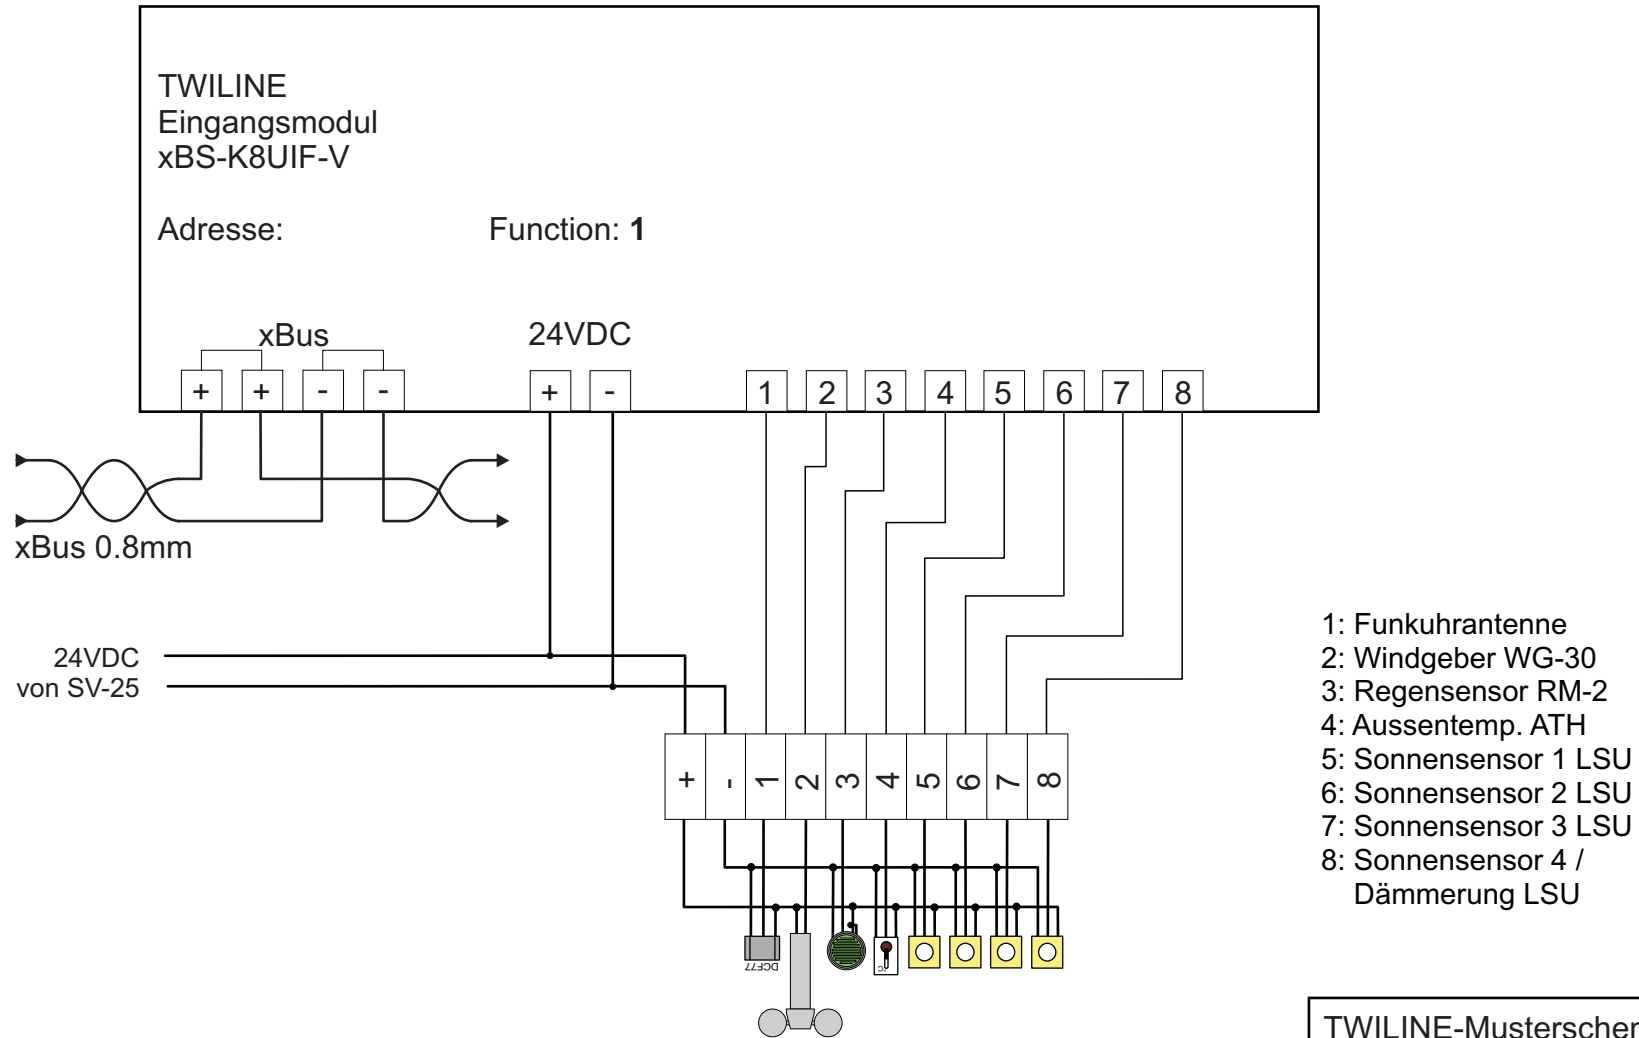 TWILINE
Eingangsmodul
xBS-K8UIF-V
Adresse: Function: 1
xBus 24VDC
+ + - - + - 1 2 3 4 5 6 7 8
xBus 0.8mm
24VDC
von SV-25
+ - 1 2 3 4 5 6 7 8
DCF77
°C
1: Funkuhrantenne
2: Windgeber WG-30
3: Regensensor RM-2
4: Aussentemp. ATH
5: Sonnensensor 1 LSU
6: Sonnensensor 2 LSU
7: Sonnensensor 3 LSU
8: Sonnensensor 4 /
Dämmerung LSU